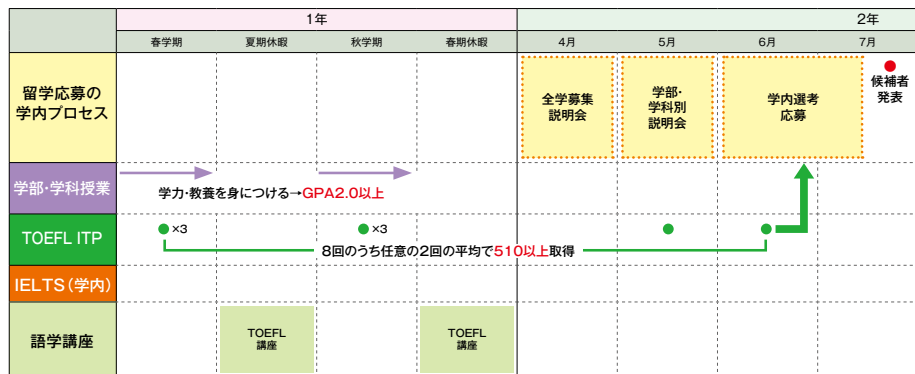 1年
2年
春学期
夏期休暇
秋学期
春期休暇
4月
5月
6月
7月
留学応募の
学内プロセス
全学募集
説明会
学部・
学科別
説明会
学内選考
応募
候補者
発表
学部・学科授業
学力・教養を身につける→GPA2.0以上
TOEFL ITP
×3
×3
8回のうち任意の2回の平均で510以上取得
IELTS（学内）
語学講座
TOEFL
講座
TOEFL
講座